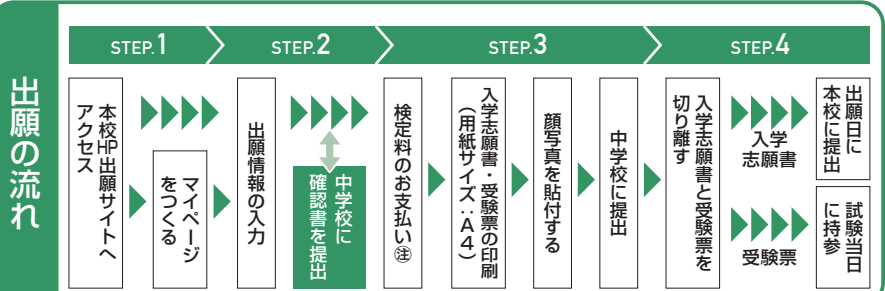 出願の流れ
STEP.1
STEP.2
STEP.3
STEP.4
本校HP出願サイトへ
アクセス
マイページ
をつくる
出願情報の入力
中学校に
確認書を提出
検定料のお支払い㊟
入学志願書・受験票の印刷
(用紙サイズ:A4)
顔写真を貼付する
中学校に提出
入学志願書と受験票を
切り離す
入学
志願書
出願日に
本校に提出
受験票
試験当日
に持参